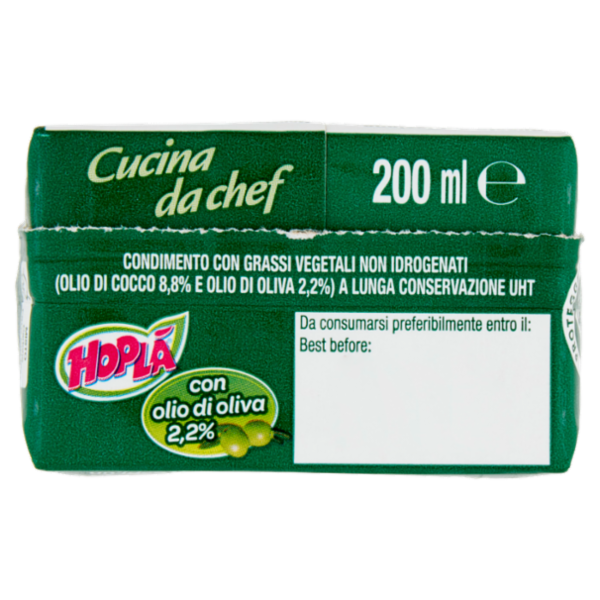 Cucina
da chef
200 ml ℮
CONDIMENTO CON GRASSI VEGETALI NON IDROGENATI
(OLIO DI COCCO 8,8% E OLIO DI OLIVA 2,2%) A LUNGA CONSERVAZIONE UHT
HOPLÀ
con
olio di oliva
2,2%
Da consumarsi preferibilmente entro il:
Best before: